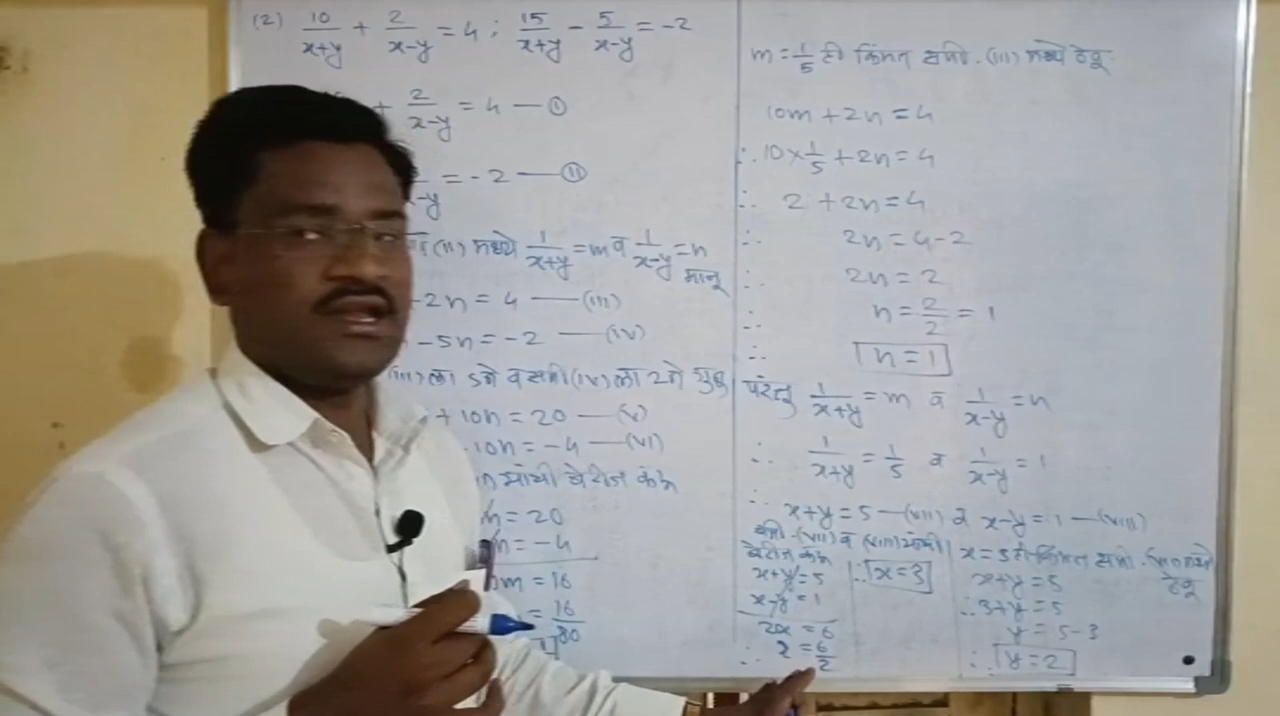 (2) 10/x+y + 2/x-y = 4 ; 15/x+y - 5/x-y = -2
+ 2/x-y = 4 — (I)
= -2 — (II)
(II) मध्ये 1/x+y = m व 1/x-y = n
मानू
2n = 4 — (III)
-5n = -2 — (IV)
(III) ला 5ने व समी (IV) ला 2ने
+ 10n = 20 — (V)
10n = -4 — (VI)
यांची बेरीज करू
= 20
= -4
m = 16
= 16/80
m = 1/5 ही किंमत समी. (III) मध्ये ठेवू.
10m + 2n = 4
∴ 10 × 1/5 + 2n = 4
∴ 2 + 2n = 4
∴ 2n = 4-2
∴ 2n = 2
∴ n = 2/2 = 1
∴ n = 1
परंतू 1/x+y = m व 1/x-y = n
∴ 1/x+y = 1/5 व 1/x-y = 1
∴ x+y = 5 — (VII) व x-y = 1 — (VIII)
समी. (VII) व (VIII) यांची
बेरीज करू
x+y = 5
x-y = 1
2x = 6
∴ 2 = 6/2
∴ x = 3
x = 3 ही किंमत समी. मध्ये
ठेवू
x+y = 5
∴ 3+y = 5
y = 5-3
∴ y = 2